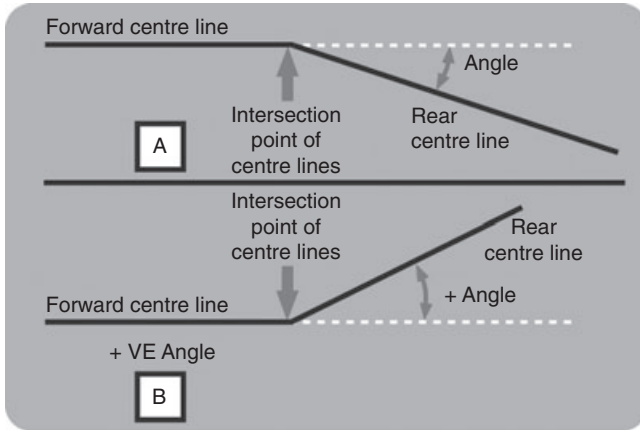 Forward centre line
Angle
Intersection
point of
centre lines
Rear
centre line
A
Intersection
point of
centre lines
Rear
centre line
+ Angle
Forward centre line
+ VE Angle
B